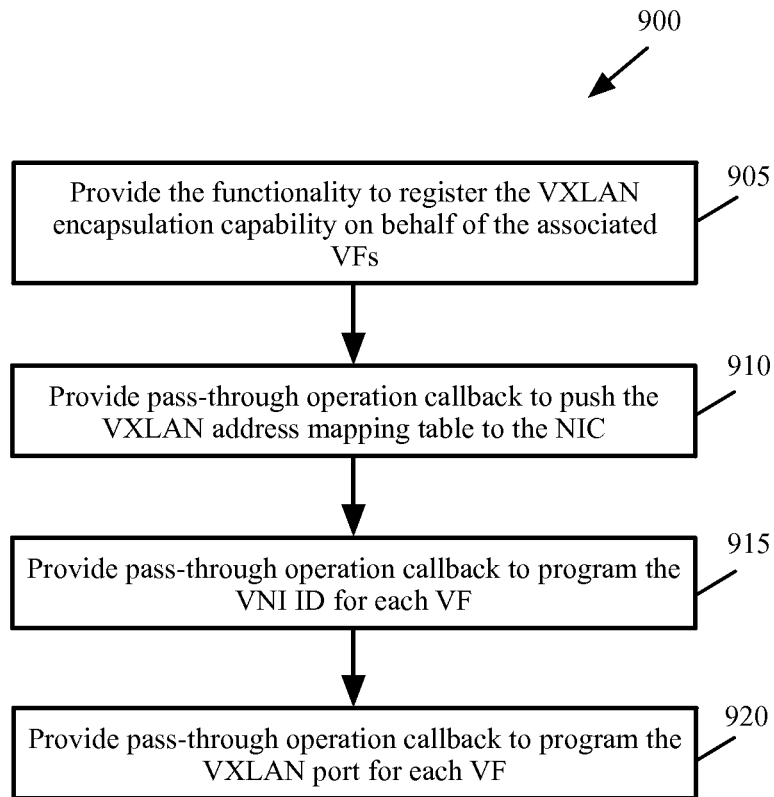 900
905
Provide the functionality to register the VXLAN
encapsulation capability on behalf of the associated
VFs
910
Provide pass-through operation callback to push the
VXLAN address mapping table to the NIC
915
Provide pass-through operation callback to program the
VNI ID for each VF
920
Provide pass-through operation callback to program the
VXLAN port for each VF